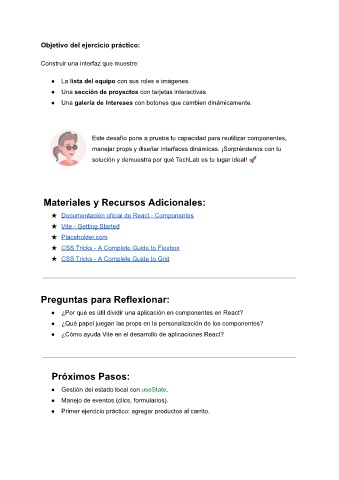 Objetivo del ejercicio práctico:
Construir una interfaz que muestre:
● La lista del equipo con sus roles e imágenes.
● Una sección de proyectos con tarjetas interactivas.
● Una galería de Intereses con botones que cambien dinámicamente.
Este desafío pone a prueba tu capacidad para reutilizar componentes,
manejar props y diseñar interfaces dinámicas. ¡Sorpréndenos con tu
solución y demuestra por qué TechLab es tu lugar ideal! 🚀
Materiales y Recursos Adicionales:
★ Documentación oficial de React - Componentes
★ Vite - Getting Started
★ Placeholder.com
★ CSS Tricks - A Complete Guide to Flexbox
★ CSS Tricks - A Complete Guide to Grid
Preguntas para Reflexionar:
● ¿Por qué es útil dividir una aplicación en componentes en React?
● ¿Qué papel juegan las props en la personalización de los componentes?
● ¿Cómo ayuda Vite en el desarrollo de aplicaciones React?
Próximos Pasos:
● Gestión del estado local con useState.
● Manejo de eventos (clics, formularios).
● Primer ejercicio práctico: agregar productos al carrito.